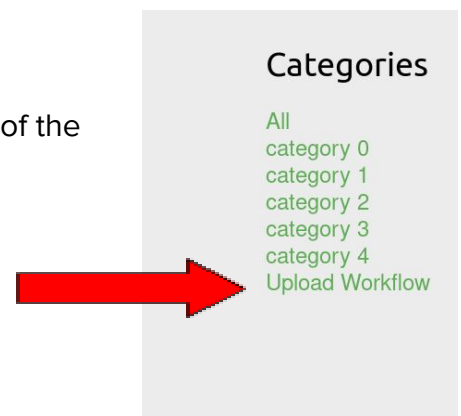 of the
Categories
All
category 0
category 1
category 2
category 3
category 4
Upload Workflow